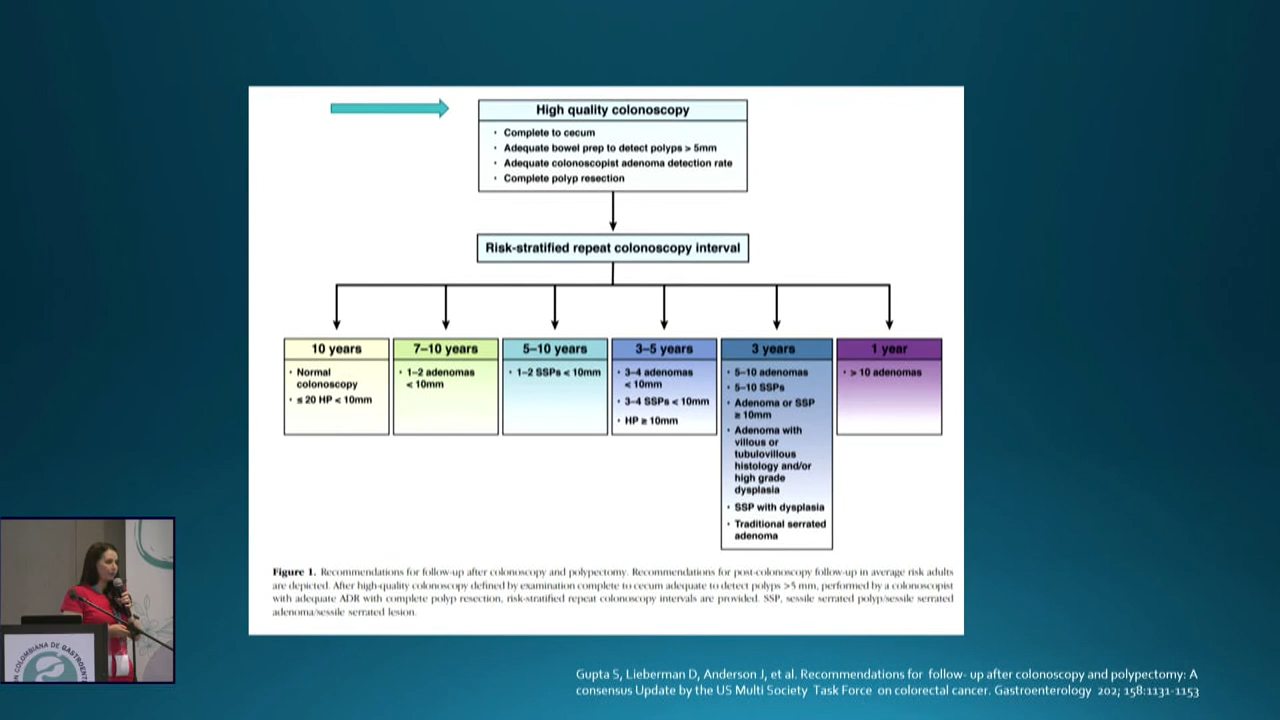 High quality colonoscopy
· Complete to cecum
· Adequate bowel prep to detect polyps > 5mm
· Adequate colonoscopist adenoma detection rate
· Complete polyp resection
Risk-stratified repeat colonoscopy interval
10 years
· Normal
colonoscopy
· ≤ 20 HP < 10mm
7–10 years
· 1–2 adenomas
< 10mm
5–10 years
· 1–2 SSPs < 10mm
3–5 years
· 3–4 adenomas
< 10mm
· 3–4 SSPs < 10mm
· HP ≥ 10mm
3 years
· 5–10 adenomas
· 5–10 SSPs
· Adenoma or SSP
≥ 10mm
· Adenoma with
villous or
tubulovillous
histology and/or
high grade
dysplasia
· SSP with dysplasia
· Traditional serrated
adenoma
1 year
· > 10 adenomas
Figure 1. Recommendations for follow-up after colonoscopy and polypectomy. Recommendations for post-colonoscopy follow-up in average risk adults
are depicted. After high-quality colonoscopy defined by examination complete to cecum adequate to detect polyps >5 mm, performed by a colonoscopist
with adequate ADR with complete polyp resection, risk-stratified repeat colonoscopy intervals are provided. SSP, sessile serrated polyp/sessile serrated
adenoma/sessile serrated lesion.
Gupta S, Lieberman D, Anderson J, et al. Recommendations for follow- up after colonoscopy and polypectomy: A
consensus Update by the US Multi Society Task Force on colorectal cancer. Gastroenterology 202; 158:1131-1153
COLOMBIANA DE